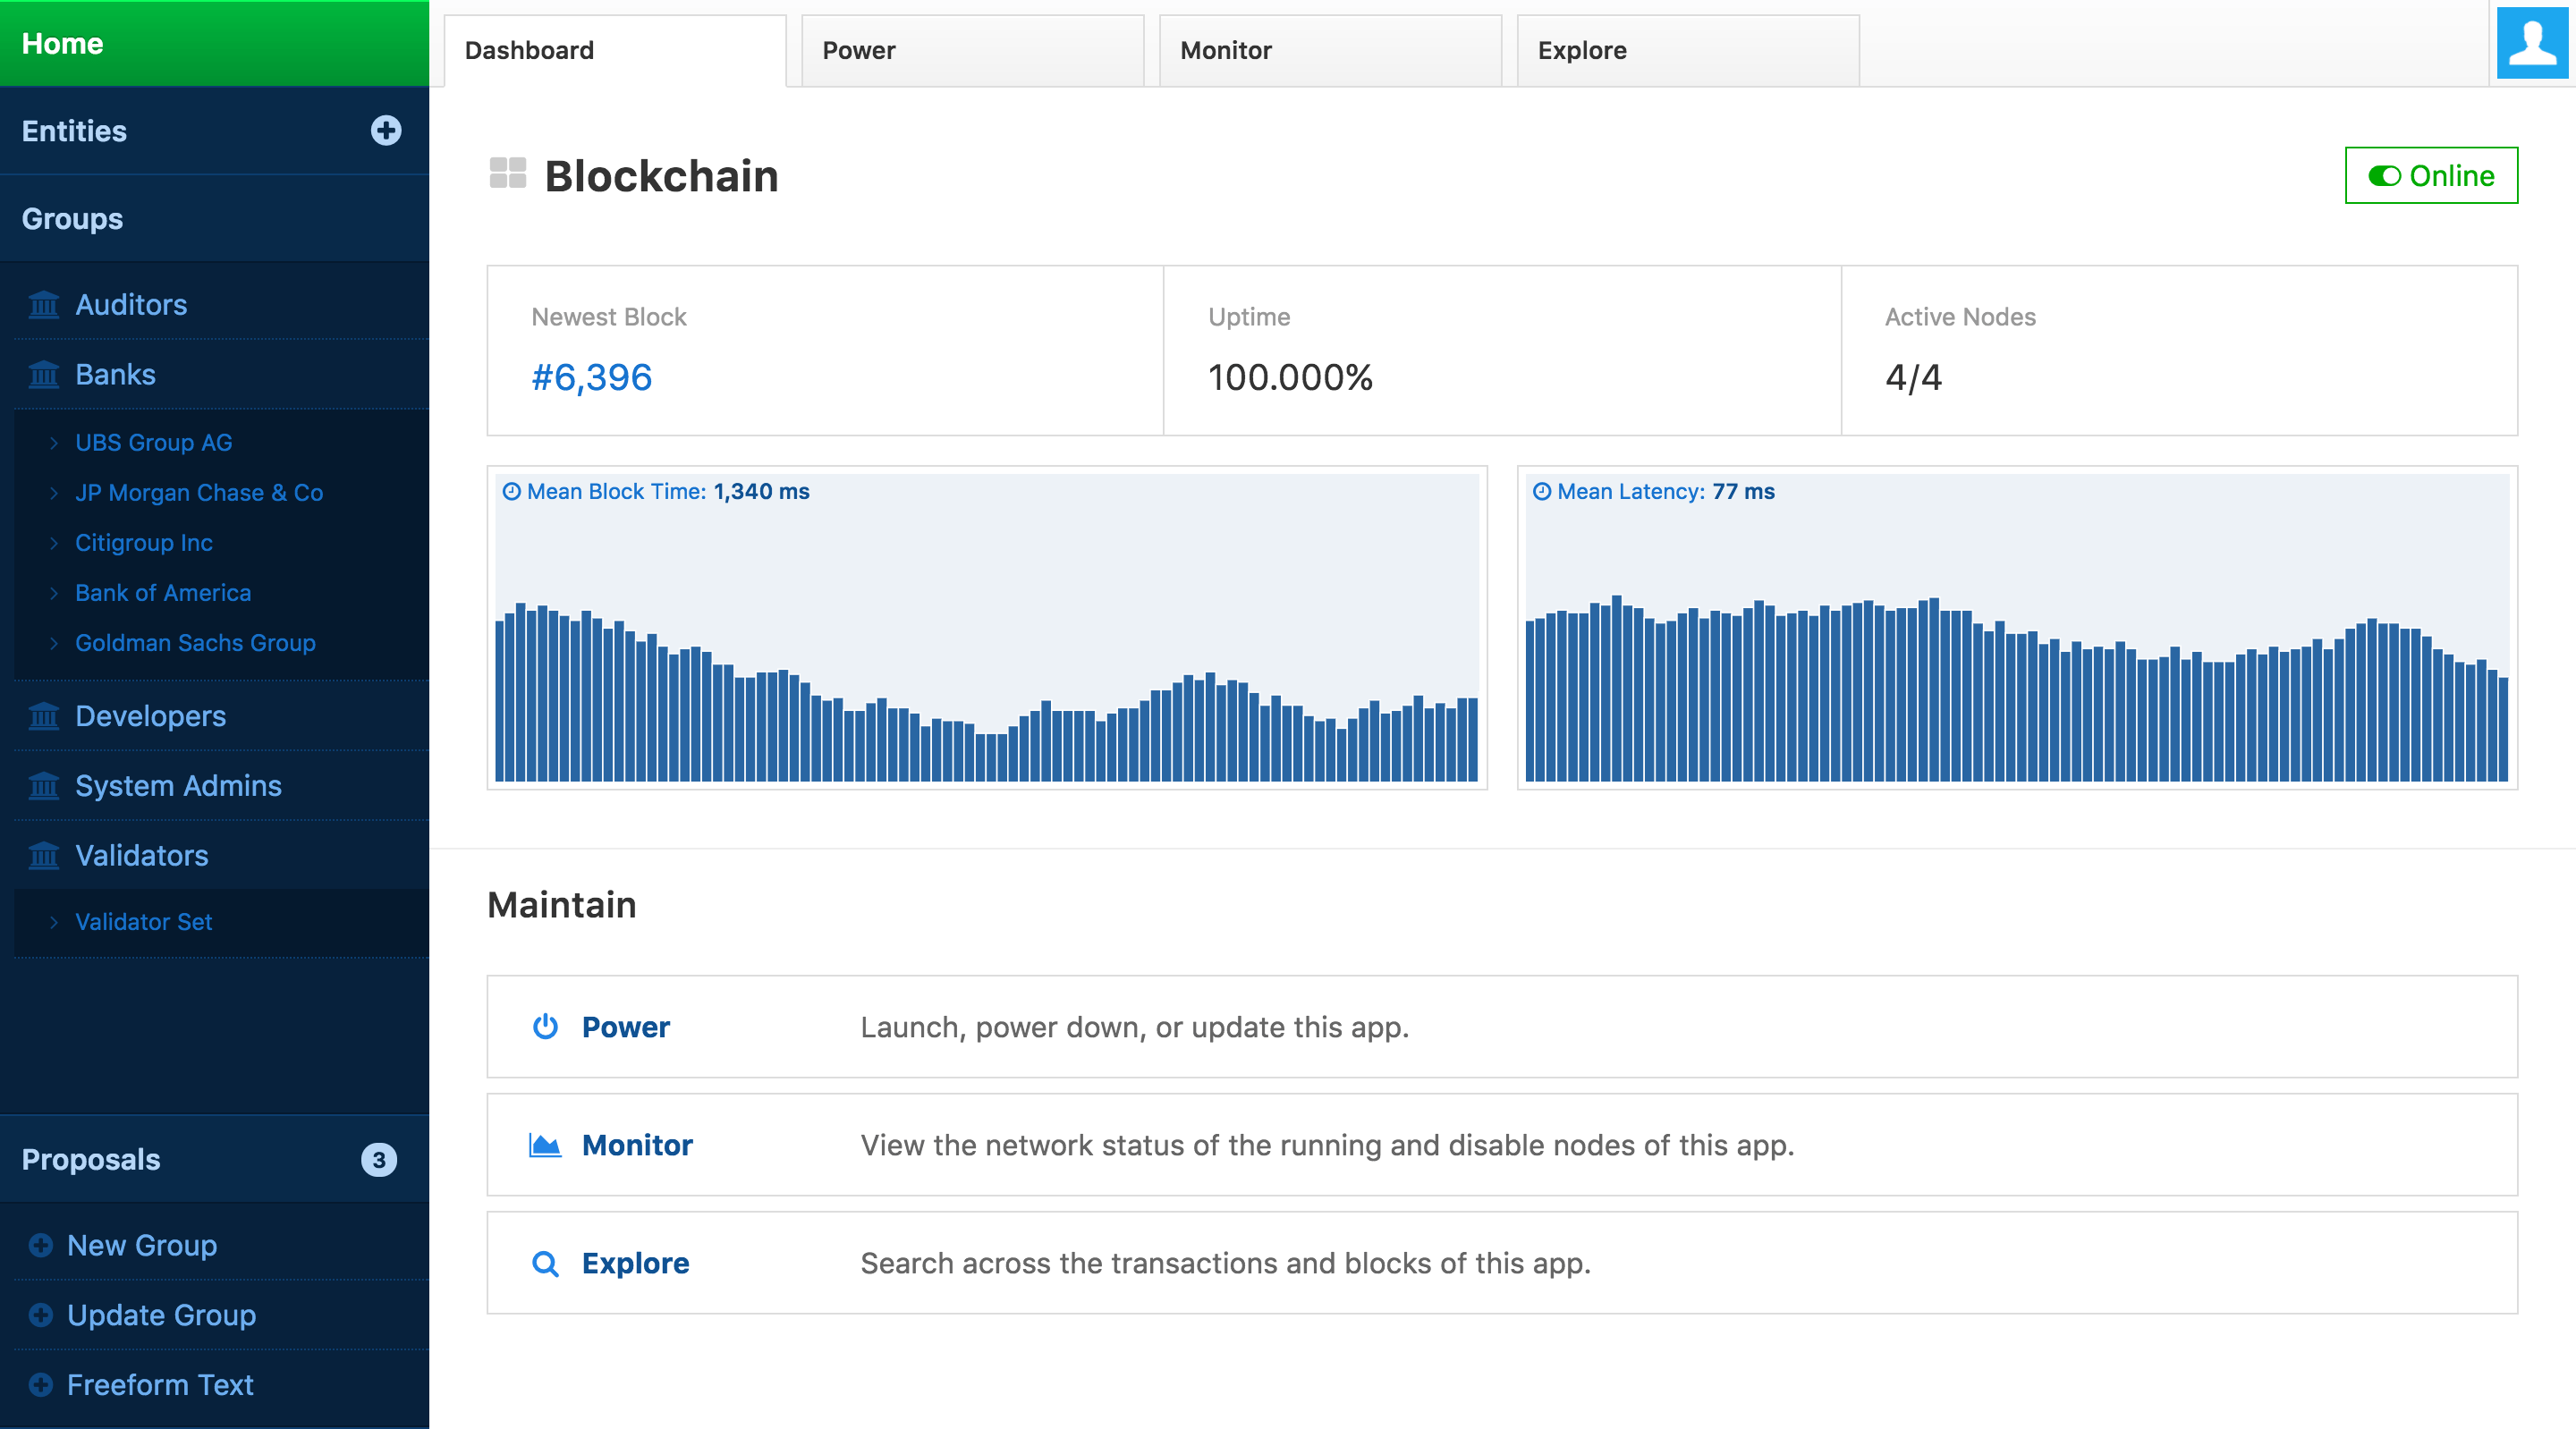 Home
Entities
Groups
Auditors
Banks
UBS Group AG
JP Morgan Chase & Co
Citigroup Inc
Bank of America
Goldman Sachs Group
Developers
System Admins
Validators
Validator Set
Proposals 3
New Group
Update Group
Freeform Text
Dashboard Power Monitor Explore
Blockchain Online
Newest Block Uptime Active Nodes
#6,396 100.000% 4/4
Mean Block Time: 1,340 ms Mean Latency: 77 ms
Maintain
Power Launch, power down, or update this app.
Monitor View the network status of the running and disable nodes of this app.
Explore Search across the transactions and blocks of this app.